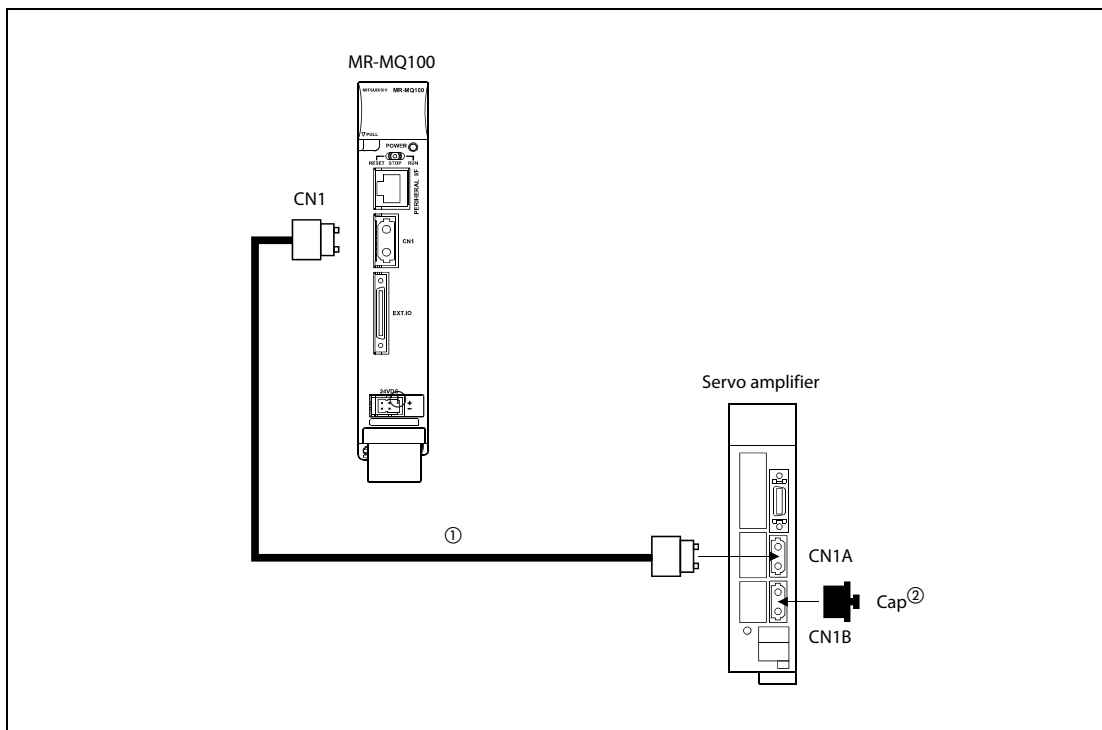 MR-MQ100
MITSUBISHI MR-MQ100
▽PULL
POWER
RESET STOP RUN
PERIHERAL I/F
CN1
CN1
EXT.IO
24VDC
+
−
Servo amplifier
①
CN1A
Cap②
CN1B